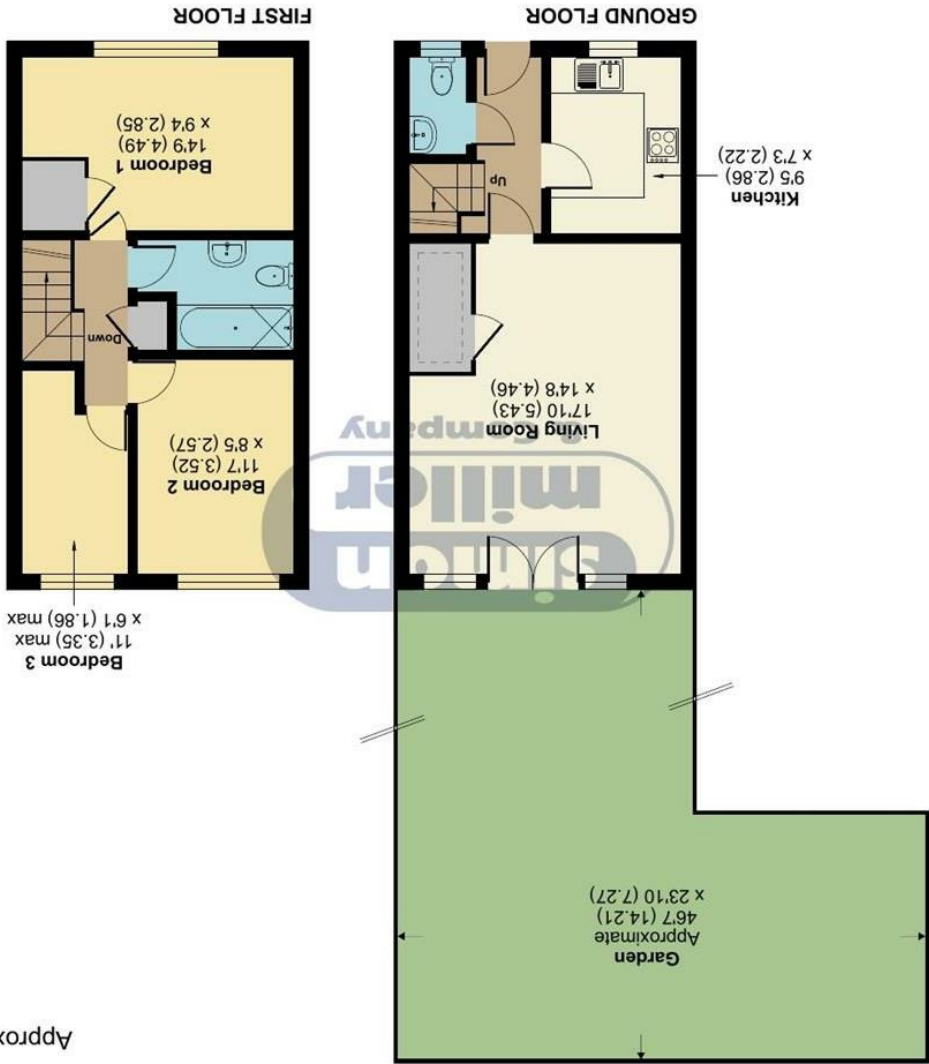 Approx
Garden
Approximate
46'7 (14.21)
x 23'10 (7.27)
Bedroom 3
11' (3.35) max
x 6'1 (1.86) max
simon
miller
& Company
Living Room
17'10 (5.43)
x 14'8 (4.46)
Bedroom 2
11'7 (3.52)
x 8'5 (2.57)
Down
Kitchen
9'5 (2.86)
x 7'3 (2.22)
Up
Bedroom 1
14'9 (4.49)
x 9'4 (2.85)
GROUND FLOOR
FIRST FLOOR